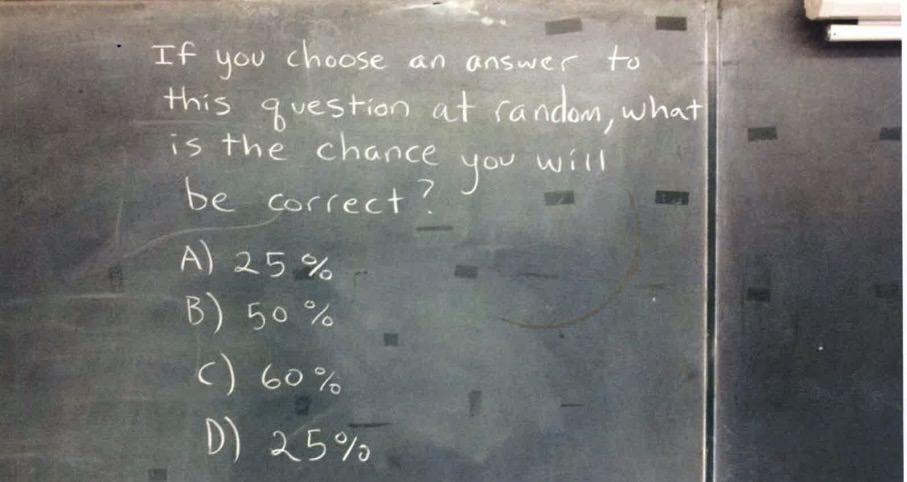 If you choose an answer to
this question at random, what
is the chance you will
be correct?
A) 25%
B) 50%
C) 60%
D) 25%